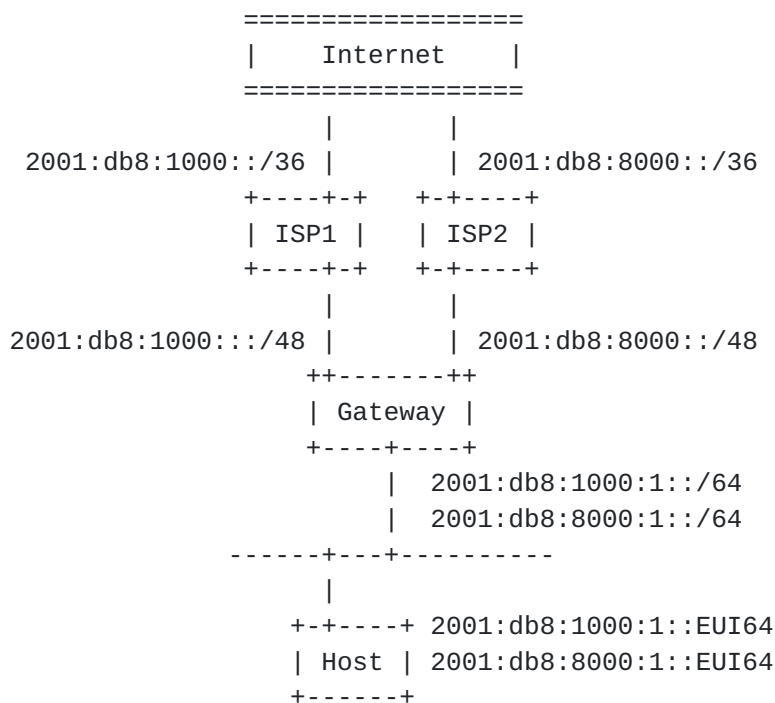 ==================
|    Internet    |
==================
|       |
2001:db8:1000::/36 |       | 2001:db8:8000::/36
+----+-+   +-+----+
| ISP1 |   | ISP2 |
+----+-+   +-+----+
|       |
2001:db8:1000:::/48 |       | 2001:db8:8000::/48
++-------++
| Gateway |
+----+----+
|  2001:db8:1000:1::/64
|  2001:db8:8000:1::/64
------+---+----------
|
+-+----+ 2001:db8:1000:1::EUI64
| Host | 2001:db8:8000:1::EUI64
+------+